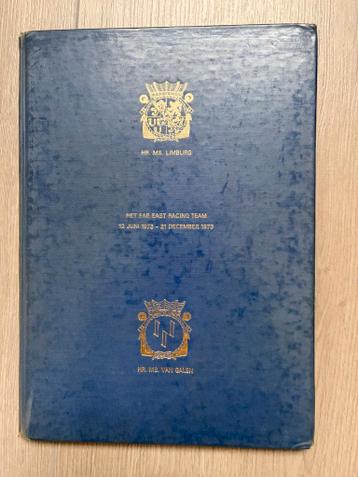 HR. MS. LIMBURG
HET FAR EAST RACING TEAM
12 JUNI 1973 - 21 DECEMBER 1973
HR. MS. VAN GALEN